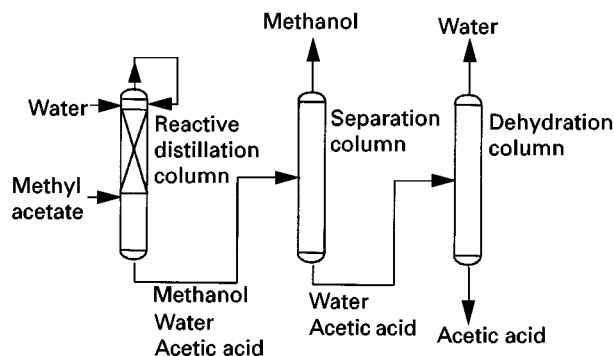 Methanol
Water
Water
Reactive
distillation
column
Separation
column
Dehydration
column
Methyl
acetate
Methanol
Water
Acetic acid
Water
Acetic acid
Acetic acid